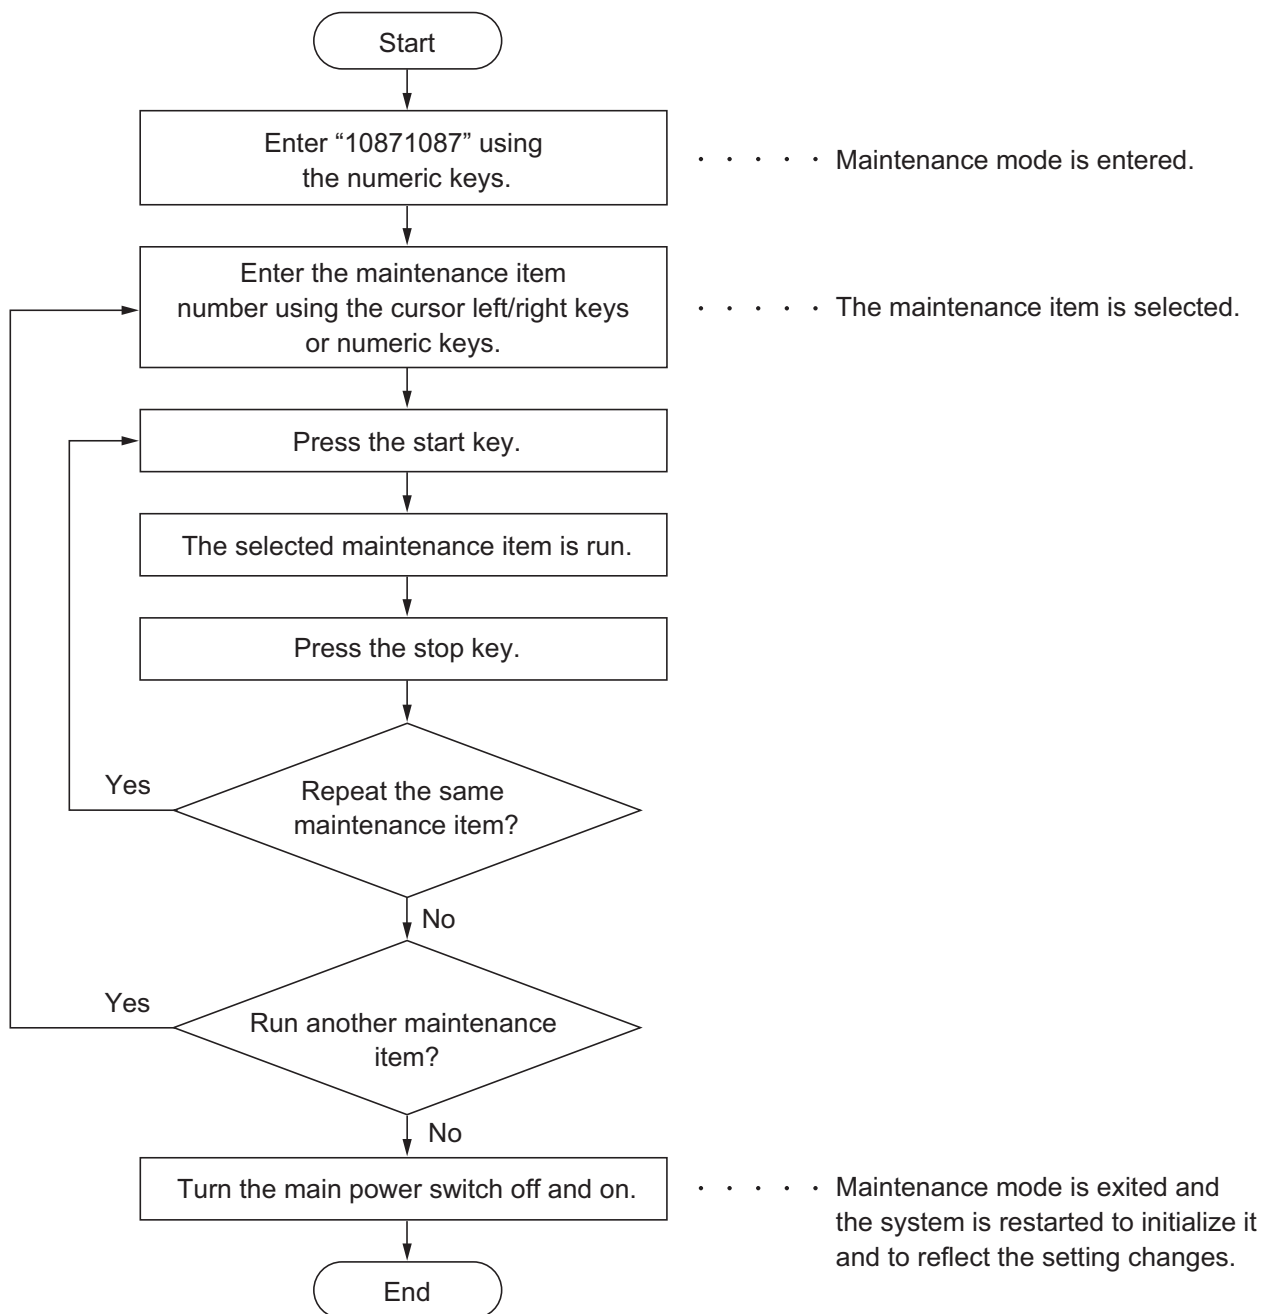 Start
Enter “10871087” using
the numeric keys.
· · · · · Maintenance mode is entered.
Enter the maintenance item
number using the cursor left/right keys
or numeric keys.
· · · · · The maintenance item is selected.
Press the start key.
The selected maintenance item is run.
Press the stop key.
Yes
Repeat the same
maintenance item?
No
Yes
Run another maintenance
item?
No
Turn the main power switch off and on.
· · · · · Maintenance mode is exited and
the system is restarted to initialize it
and to reflect the setting changes.
End